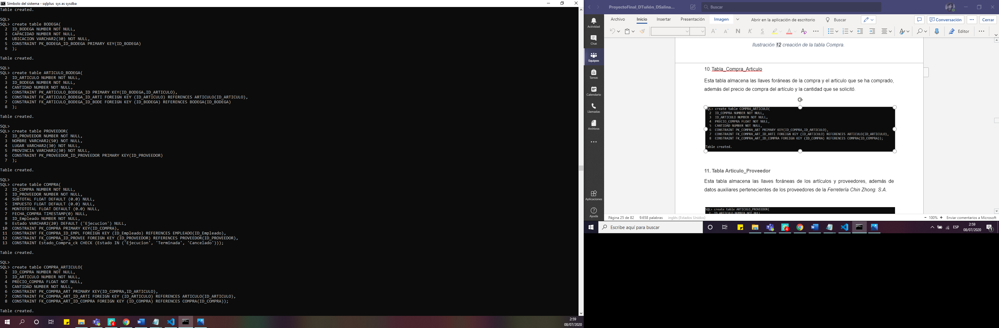 Símbolo del sistema - sqlplus sys as sysdba
Table created.
SQL>
SQL> create table BODEGA(
2 ID_BODEGA NUMBER NOT NULL,
3 CAPACIDAD NUMBER NOT NULL,
4 UBICACION VARCHAR2(30) NOT NULL,
5 CONSTRAINT PK_BODEGA_ID_BODEGA PRIMARY KEY(ID_BODEGA)
6 );
Table created.
SQL>
SQL> create table ARTICULO_BODEGA(
2 ID_ARTICULO NUMBER NOT NULL,
3 ID_BODEGA NUMBER NOT NULL,
4 CANTIDAD NUMBER NOT NULL,
5 CONSTRAINT PK_ARTICULO_BODEGA_ID PRIMARY KEY(ID_BODEGA,ID_ARTICULO),
6 CONSTRAINT FK_ARTICULO_BODEGA_ID_ARTI FOREIGN KEY (ID_ARTICULO) REFERENCES ARTICULO(ID_ARTICULO),
7 CONSTRAINT FK_ARTICULO_BODEGA_ID_BODE FOREIGN KEY (ID_BODEGA) REFERENCES BODEGA(ID_BODEGA)
8 );
Table created.
SQL>
SQL> create table PROVEEDOR(
2 ID_PROVEEDOR NUMBER NOT NULL,
3 NOMBRE VARCHAR2(50) NOT NULL,
4 LUGAR VARCHAR2(30) NOT NULL,
5 PROVINCIA VARCHAR2(30) NOT NULL,
6 CONSTRAINT PK_PROVEEDOR_ID_PROVEEDOR PRIMARY KEY(ID_PROVEEDOR)
7 );
Table created.
SQL>
SQL> create table COMPRA(
2 ID_COMPRA NUMBER NOT NULL,
3 ID_PROVEEDOR NUMBER NOT NULL,
4 SUBTOTAL FLOAT DEFAULT (0.0) NULL,
5 IMPUESTO FLOAT DEFAULT (0.0) NULL,
6 MONTOTOTAL FLOAT DEFAULT (0.0) NULL,
7 FECHA_COMPRA TIMESTAMP(0) NULL,
8 ID_Empleado NUMBER NOT NULL,
9 Estado VARCHAR2(20) DEFAULT ('Ejecucion') NULL,
10 CONSTRAINT PK_COMPRA PRIMARY KEY(ID_COMPRA),
11 CONSTRAINT FK_COMPRA_ID_EMPL FOREIGN KEY (ID_Empleado) REFERENCES EMPLEADO(ID_Empleado),
12 CONSTRAINT FK_COMPRA_ID_PROVEE FOREIGN KEY (ID_PROVEEDOR) REFERENCES PROVEEDOR(ID_PROVEEDOR),
13 CONSTRAINT Estado_Compra_ck CHECK (Estado IN ('Ejecucion', 'Terminada', 'Cancelado')));
Table created.
SQL>
SQL> create table COMPRA_ARTICULO(
2 ID_COMPRA NUMBER NOT NULL,
3 ID_ARTICULO NUMBER NOT NULL,
4 PRECIO_COMPRA FLOAT NOT NULL,
5 CANTIDAD NUMBER NOT NULL,
6 CONSTRAINT PK_COMPRA_ART PRIMARY KEY(ID_COMPRA,ID_ARTICULO),
7 CONSTRAINT FK_COMPRA_ART_ID_ARTI FOREIGN KEY (ID_ARTICULO) REFERENCES ARTICULO(ID_ARTICULO),
8 CONSTRAINT FK_COMPRA_ART_ID_COMPRA FOREIGN KEY (ID_COMPRA) REFERENCES COMPRA(ID_COMPRA));
Table created.
4
2:59
08/07/2020
ProyectoFinal_DTuñón_DSalina...
Buscar
Actividad
Chat
Equipos
Tareas
Calendario
Llamadas
Archivos
Aplicaciones
Ayuda
Archivo Inicio Insertar Presentación Imagen Abrir en la aplicación de escritorio Buscar Conversación Cerrar
N K S A Editor
Ilustración 12 creación de la tabla Compra.
10. Tabla_Compra_Articulo
Esta tabla almacena las llaves foráneas de la compra y el articulo que se ha comprado,
además del precio de compra del artículo y la cantidad que se solicitó.
SQL> create table COMPRA_ARTICULO(
2 ID_COMPRA NUMBER NOT NULL,
3 ID_ARTICULO NUMBER NOT NULL,
4 PRECIO_COMPRA FLOAT NOT NULL,
5 CANTIDAD NUMBER NOT NULL,
6 CONSTRAINT PK_COMPRA_ART PRIMARY KEY(ID_COMPRA,ID_ARTICULO),
7 CONSTRAINT FK_COMPRA_ART_ID_ARTI FOREIGN KEY (ID_ARTICULO) REFERENCES ARTICULO(ID_ARTICULO),
8 CONSTRAINT FK_COMPRA_ART_ID_COMPRA FOREIGN KEY (ID_COMPRA) REFERENCES COMPRA(ID_COMPRA));
Table created.
11. Tabla Articulo_Proveedor
Esta tabla almacena las llaves foráneas de los artículos y proveedores, además de
datos auxiliares pertenecientes de los proveedores de la Ferretería Chin Zhong. S.A.
SQL> create table ARTICULO_PROVEEDOR(
2 ID_ARTICULO NUMBER NOT NULL
Página 25 de 82 9.658 palabras inglés (Estados Unidos) - 100% + Enviar comentarios a Microsoft
Escribe aquí para buscar
4
ESP
2:59
08/07/2020
1